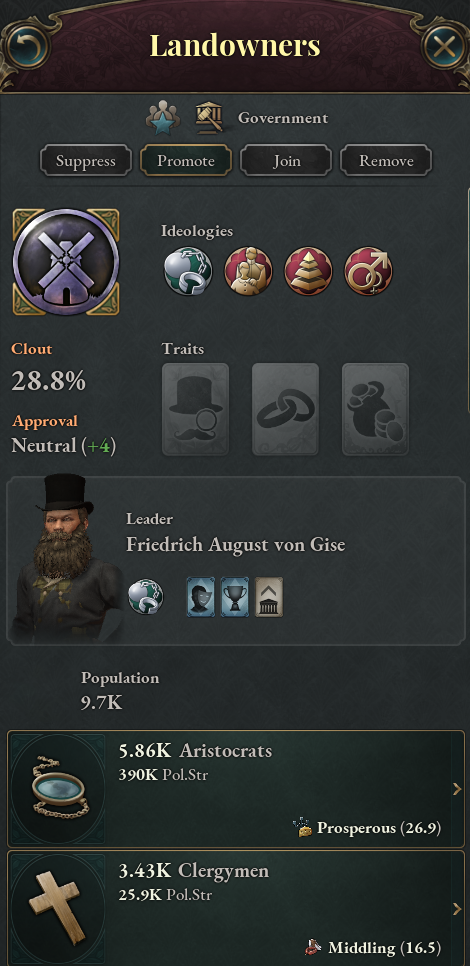 Landowners
Government
Suppress
Promote
Join
Remove
Ideologies
Clout
28.8%
Traits
Approval
Neutral (+4)
Leader
Friedrich August von Gise
Population
9.7K
5.86K Aristocrats
390K Pol.Str
Prosperous (26.9)
3.43K Clergymen
25.9K Pol.Str
Middling (16.5)